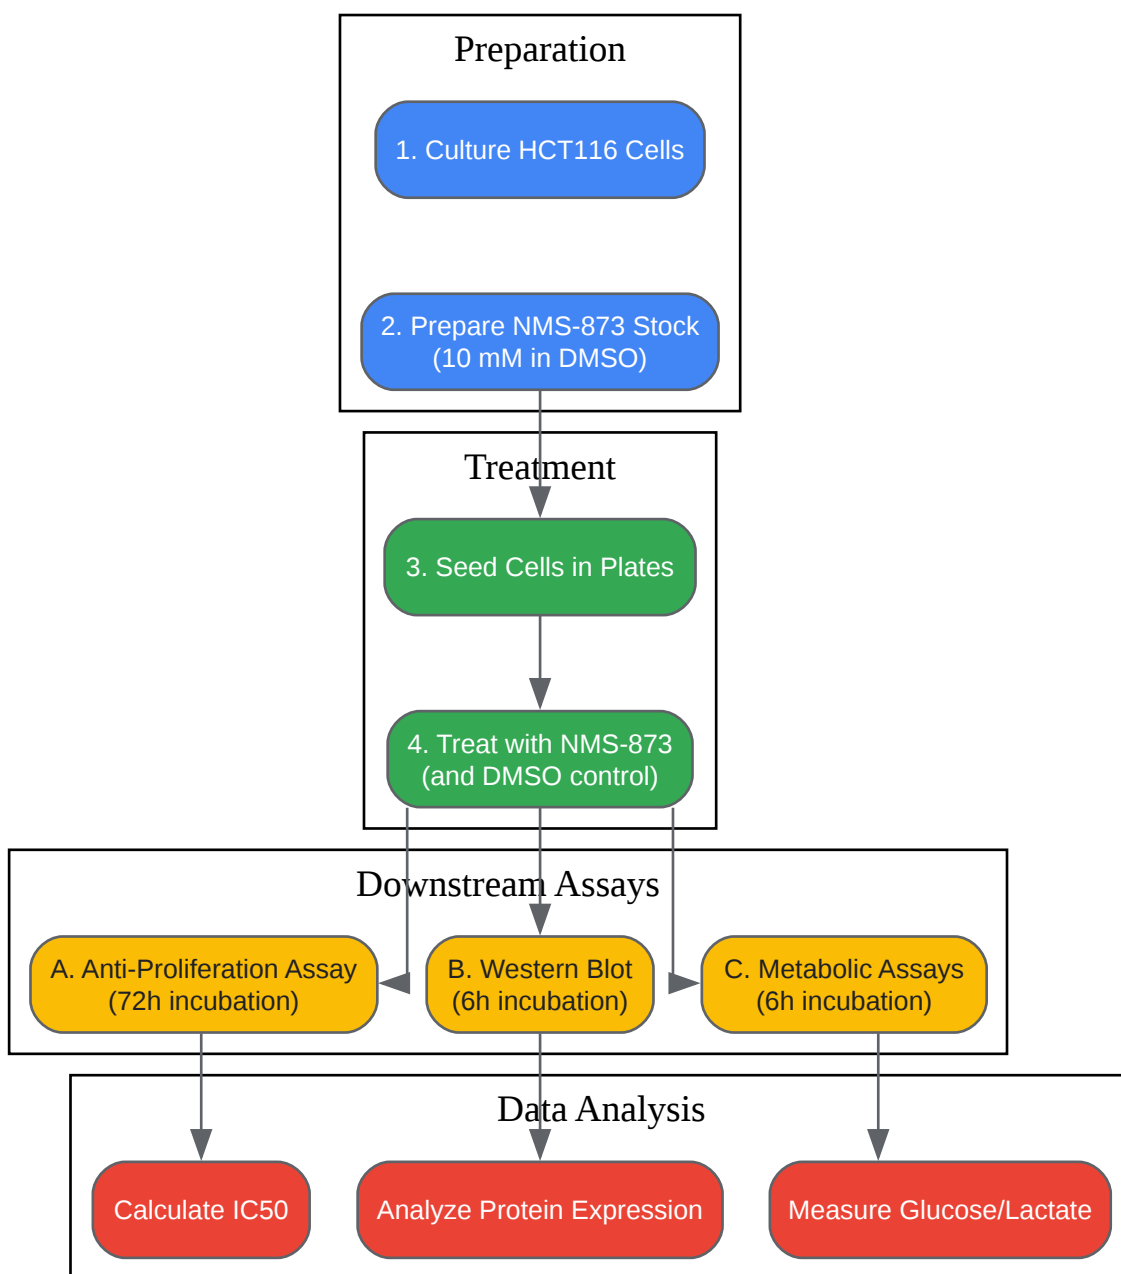 Preparation
1. Culture HCT116 Cells
2. Prepare NMS-873 Stock
(10 mM in DMSO)
Treatment
3. Seed Cells in Plates
4. Treat with NMS-873
(and DMSO control)
Downstream Assays
A. Anti-Proliferation Assay
(72h incubation)
B. Western Blot
(6h incubation)
C. Metabolic Assays
(6h incubation)
Data Analysis
Calculate IC50
Analyze Protein Expression
Measure Glucose/Lactate